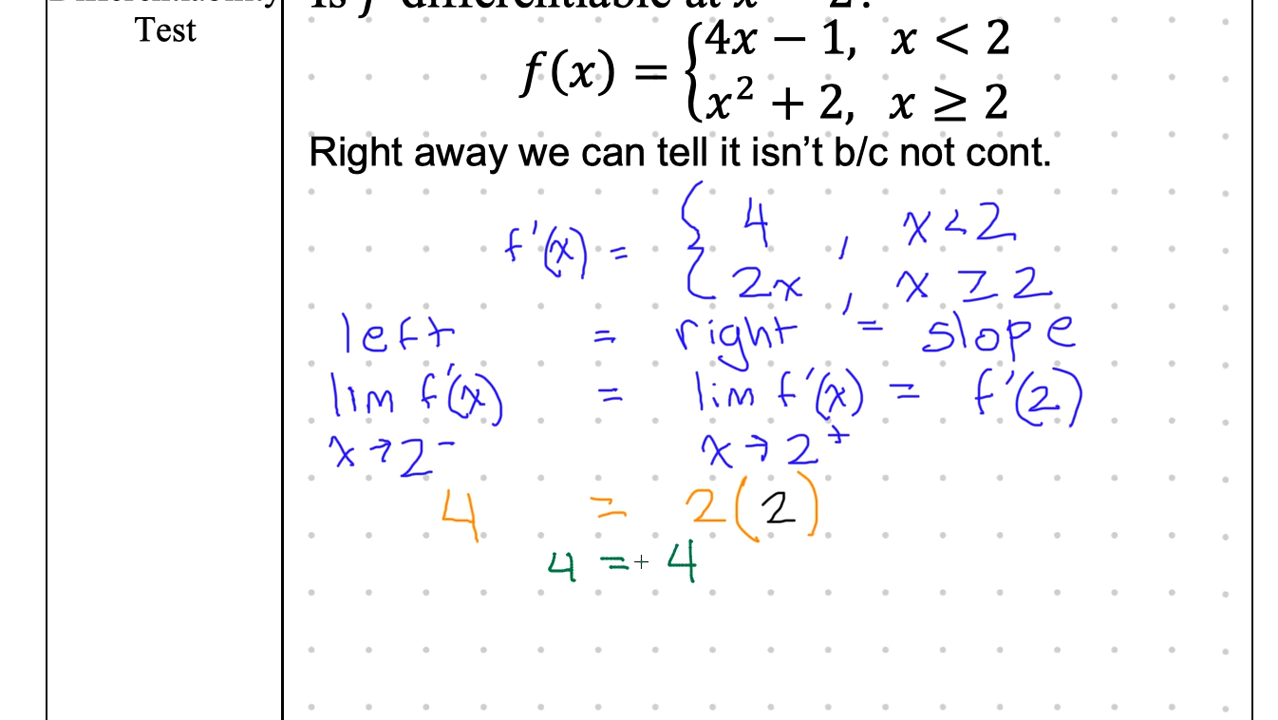 Test
f(x) = {4x − 1, x < 2
x² + 2, x ≥ 2
Right away we can tell it isn't b/c not cont.
f'(x) = { 4 , x < 2
2x , x ≥ 2
left = right = slope
lim f'(x) = lim f'(x) = f'(2)
x→2⁻ x→2⁺
4 = 2(2)
4 = 4